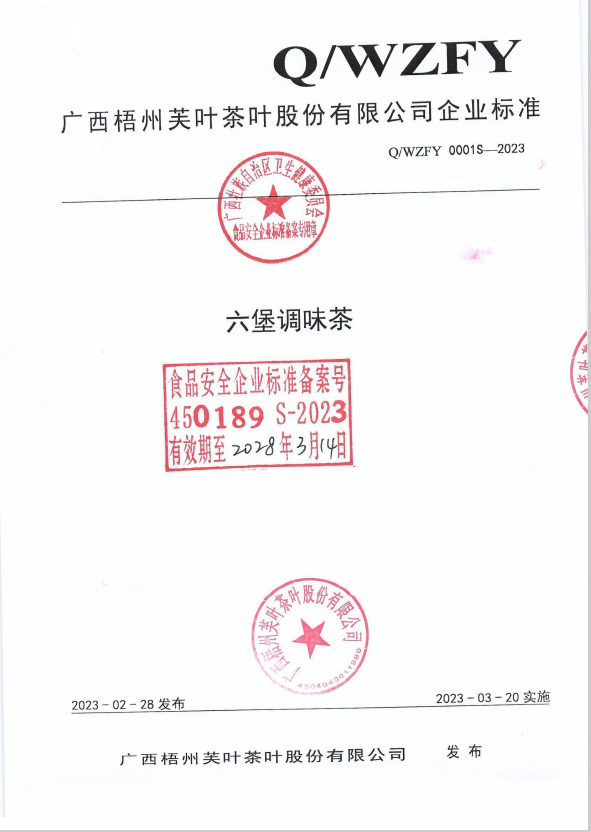 Q/WZFY
广西梧州芙叶茶叶股份有限公司企业标准
Q/WZFY 0001S—2023
广西壮族自治区卫生健康委员会
食品安全企业标准备案专用章
六堡调味茶
食品安全企业标准备案号
450189 S-2023
有效期至 2028年3月14日
广西梧州芙叶茶叶股份有限公司
4504043011980
2023-02-28 发布
2023-03-20 实施
广西梧州芙叶茶叶股份有限公司 发布